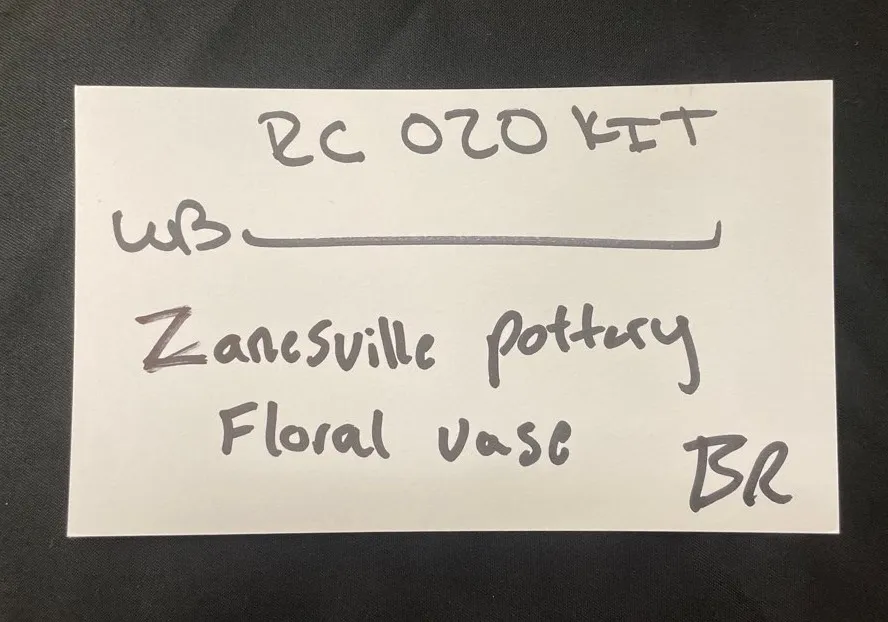 RC 020 KIT
WB
Zanesville pottery
Floral vase
BR